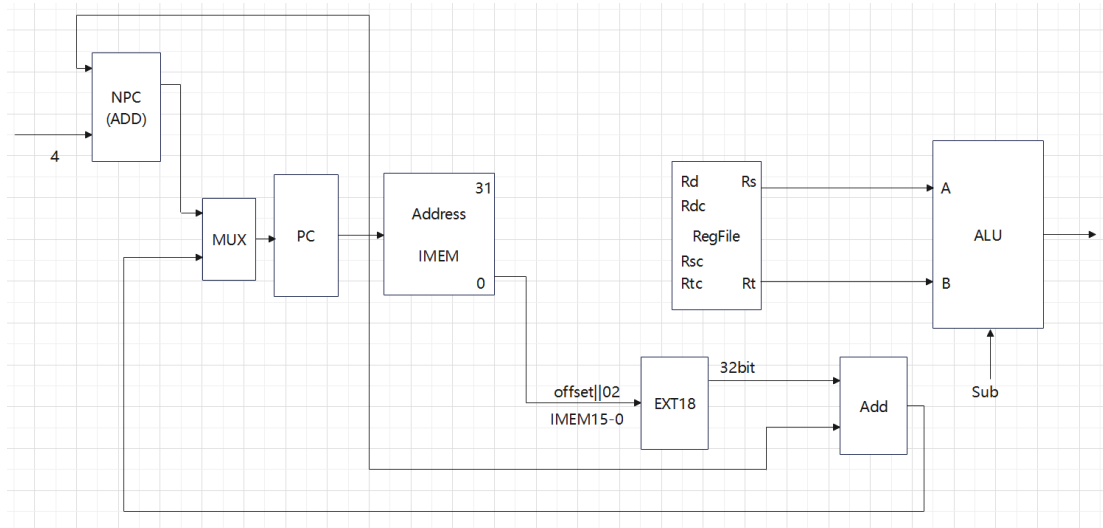 NPC
(ADD)
4
MUX
PC
31
Address
IMEM
0
Rd
Rs
Rdc
RegFile
Rsc
Rtc
Rt
A
ALU
B
Sub
offset||02
IMEM15-0
EXT18
32bit
Add